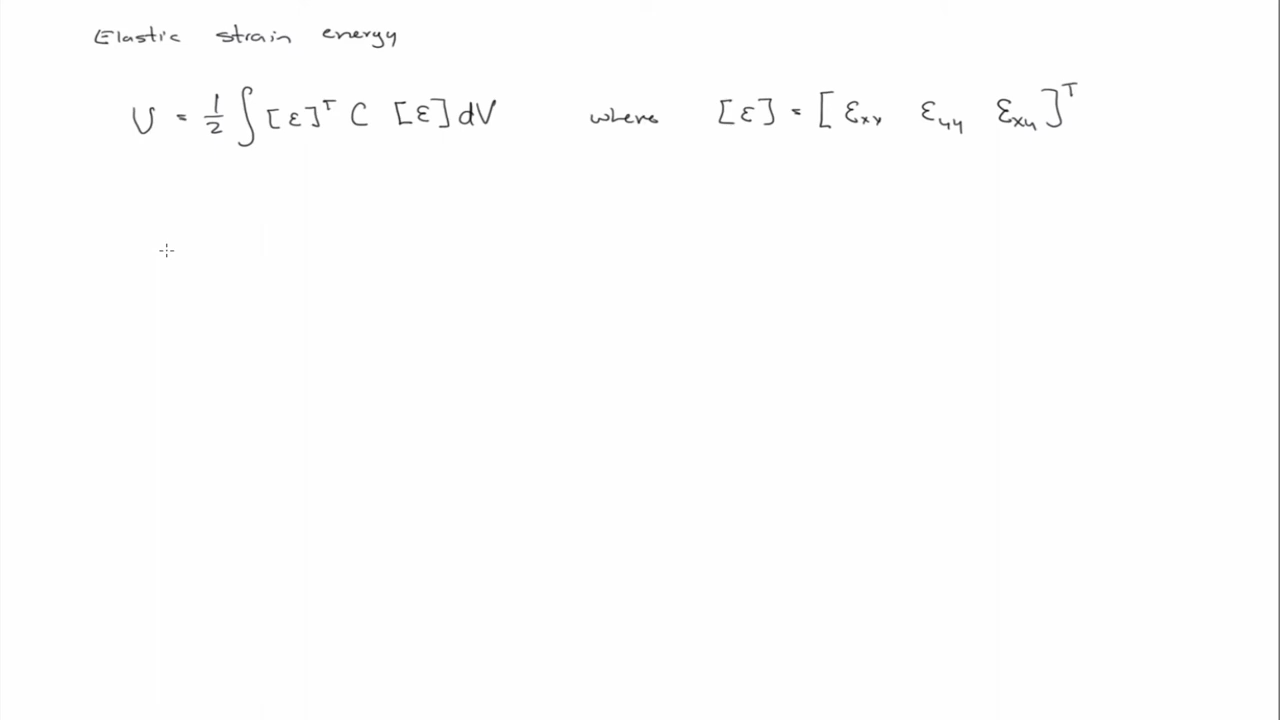 Elastic strain energy
U = 1/2 ∫ [ε]ᵀ C [ε] dV where [ε] = [εxx εyy εxy]ᵀ